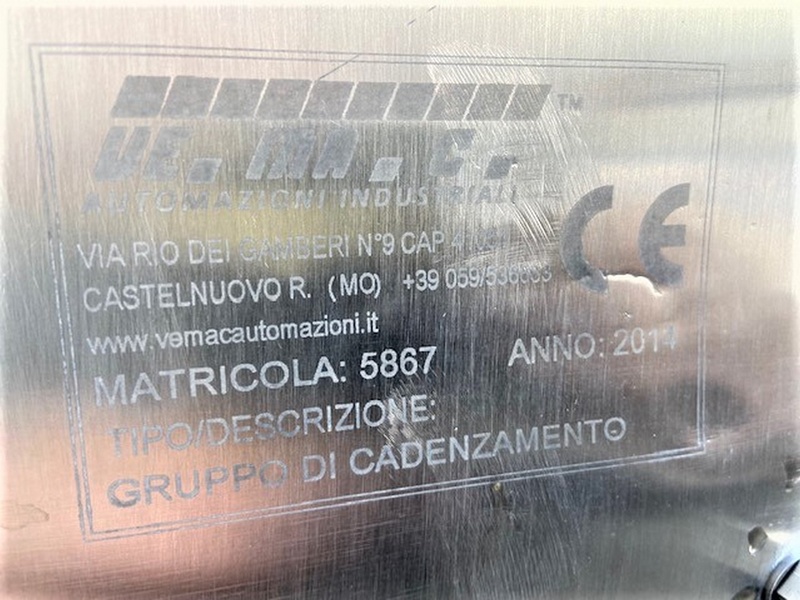 VE.MA.C. ™
AUTOMAZIONI INDUSTRIALI
VIA RIO DEI GAMBERI N°9 CAP
CASTELNUOVO R. (MO)
www.vemacautomazioni.it
MATRICOLA: 5867 ANNO: 2014
TIPO/DESCRIZIONE:
GRUPPO DI CADENZAMENTO
CE